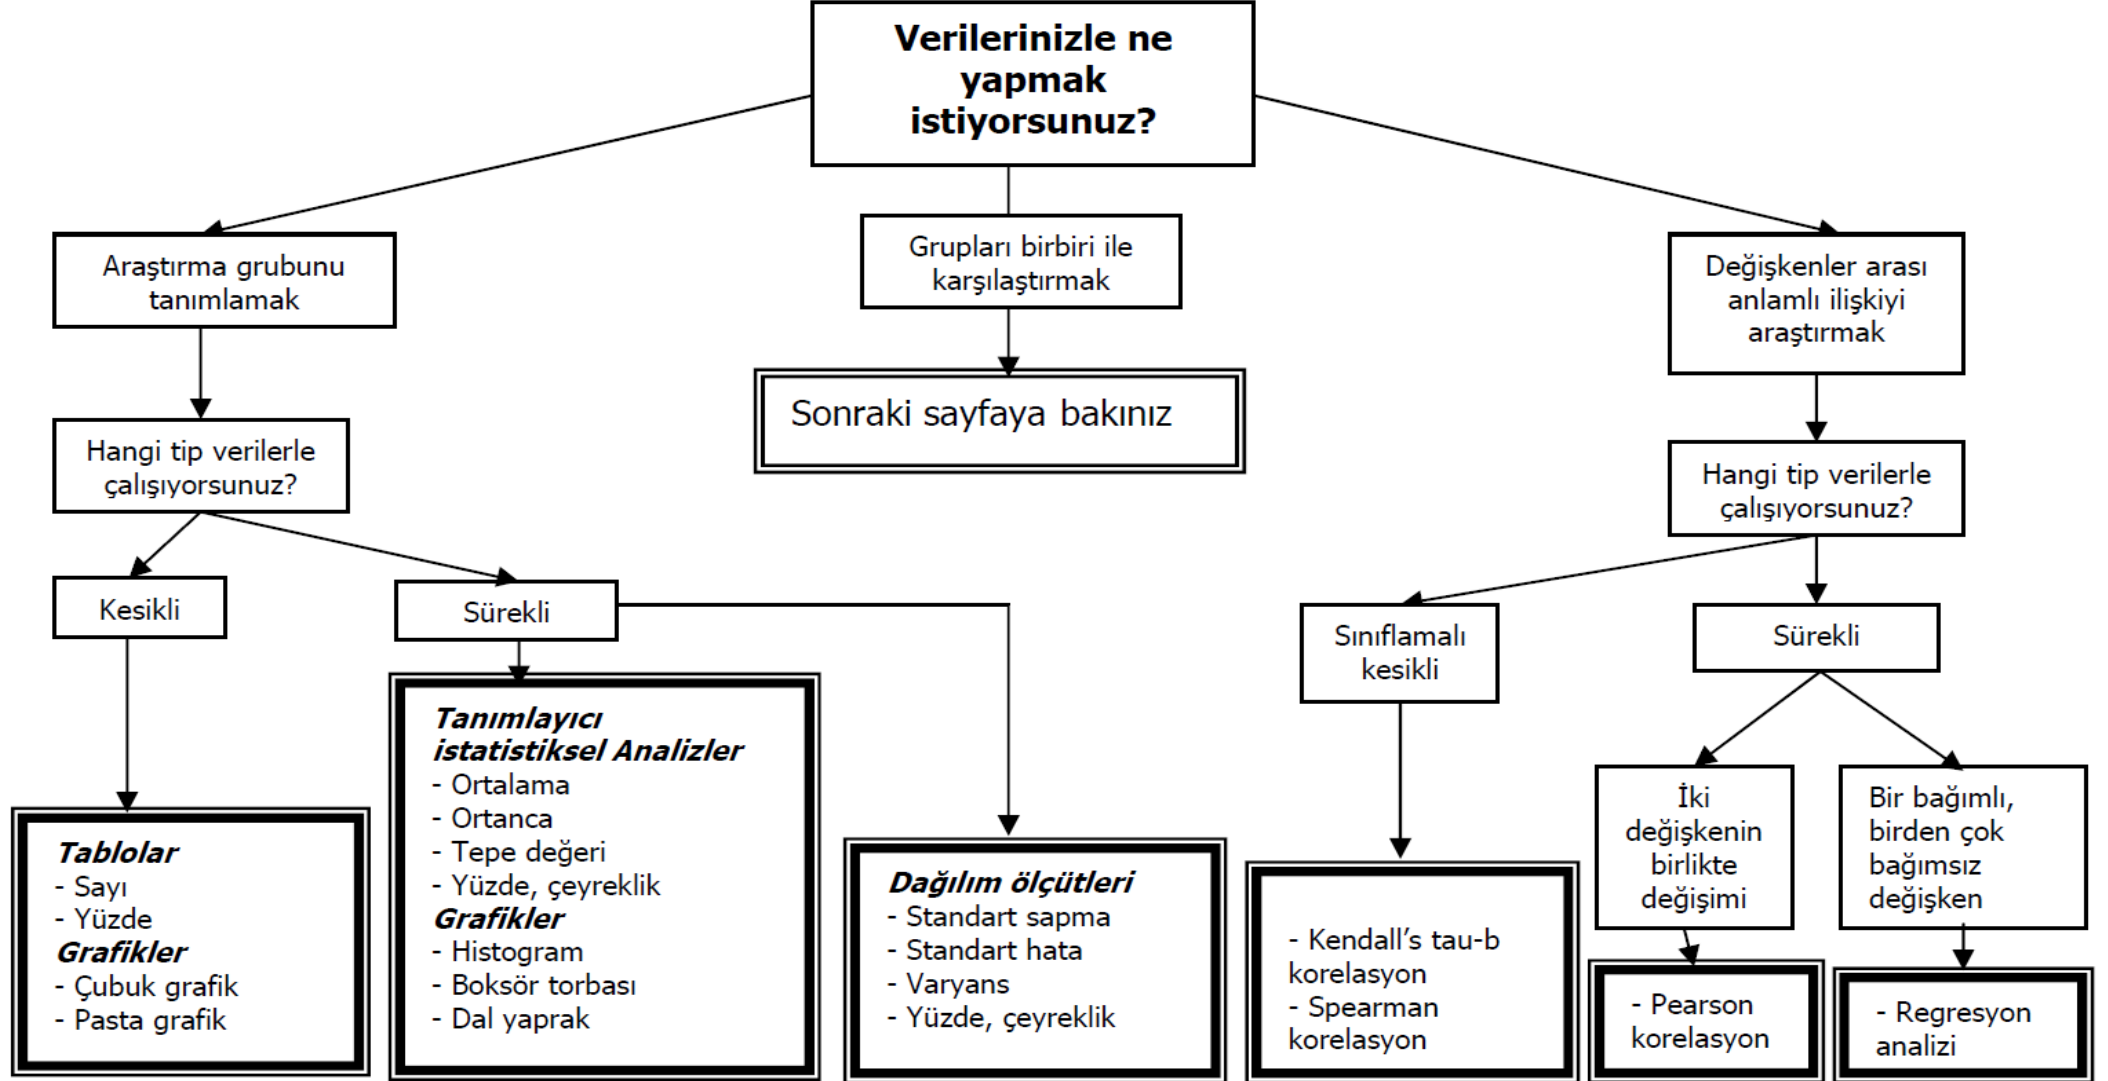 Verilerinizle ne
yapmak
istiyorsunuz?
Araştırma grubunu
tanımlamak
Grupları birbiri ile
karşılaştırmak
Değişkenler arası
anlamlı ilişkiyi
araştırmak
Sonraki sayfaya bakınız
Hangi tip verilerle
çalışıyorsunuz?
Hangi tip verilerle
çalışıyorsunuz?
Kesikli
Sürekli
Sınıflamalı
kesikli
Sürekli
Tablolar
- Sayı
- Yüzde
Grafikler
- Çubuk grafik
- Pasta grafik
Tanımlayıcı
istatistiksel Analizler
- Ortalama
- Ortanca
- Tepe değeri
- Yüzde, çeyreklik
Grafikler
- Histogram
- Boksör torbası
- Dal yaprak
Dağılım ölçütleri
- Standart sapma
- Standart hata
- Varyans
- Yüzde, çeyreklik
- Kendall's tau-b
korelasyon
- Spearman
korelasyon
İki
değişkenin
birlikte
değişimi
Bir bağımlı,
birden çok
bağımsız
değişken
- Pearson
korelasyon
- Regresyon
analizi